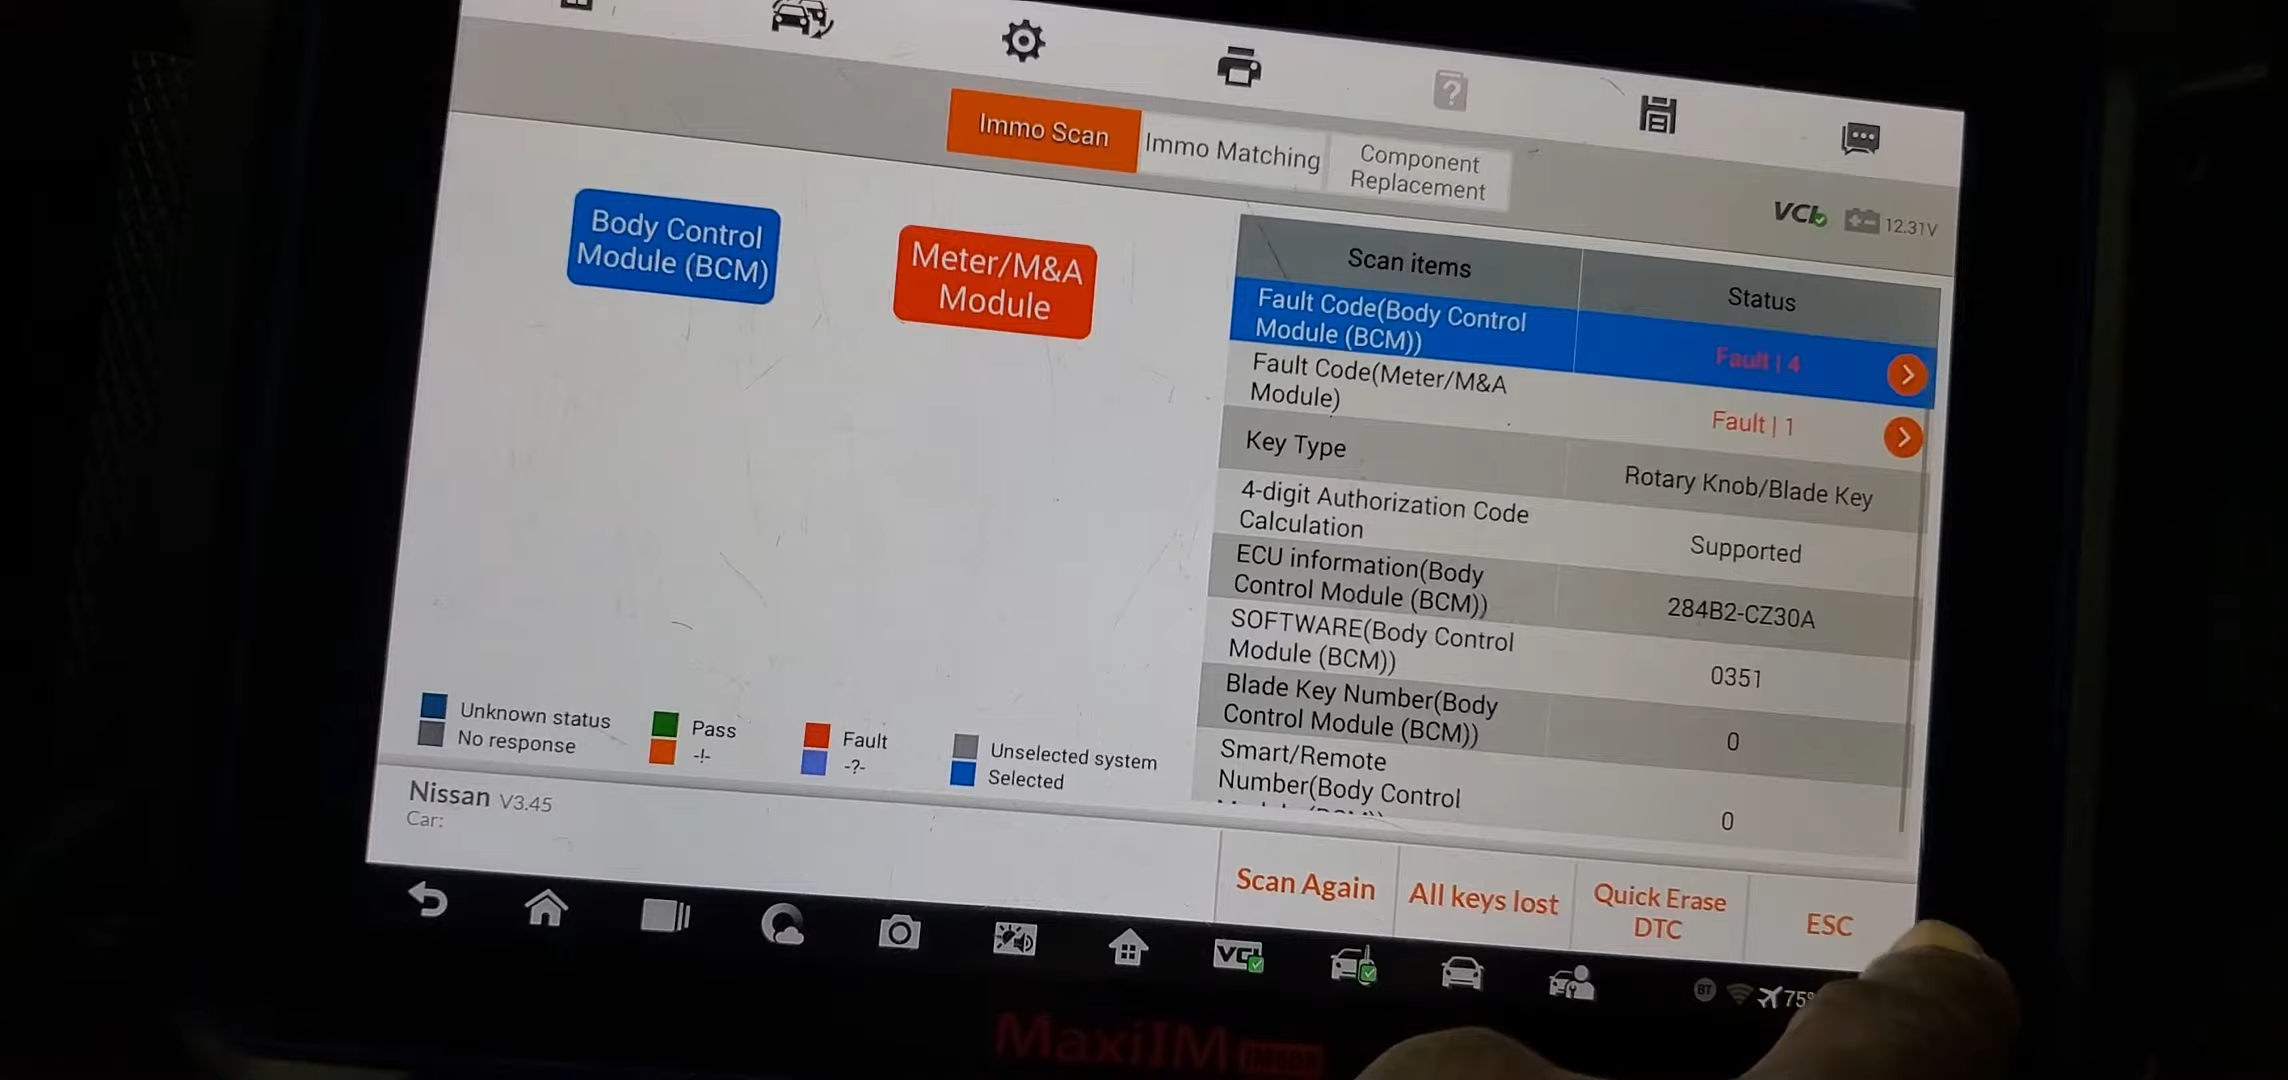 Immo Scan
Immo Matching
Component
Replacement
VCI
12.31V
Body Control
Module (BCM)
Meter/M&A
Module
Scan items
Status
Fault Code(Body Control
Module (BCM))
Fault | 4
Fault Code(Meter/M&A
Module)
Fault | 1
Key Type
Rotary Knob/Blade Key
4-digit Authorization Code
Calculation
Supported
ECU information(Body
Control Module (BCM))
284B2-CZ30A
SOFTWARE(Body Control
Module (BCM))
0351
Blade Key Number(Body
Control Module (BCM))
0
Smart/Remote
Number(Body Control
0
Unknown status
No response
Pass
-!-
Fault
-?-
Unselected system
Selected
Nissan V3.45
Car:
Scan Again
All keys lost
Quick Erase
DTC
ESC
VCI
BT
75
MaxiIM